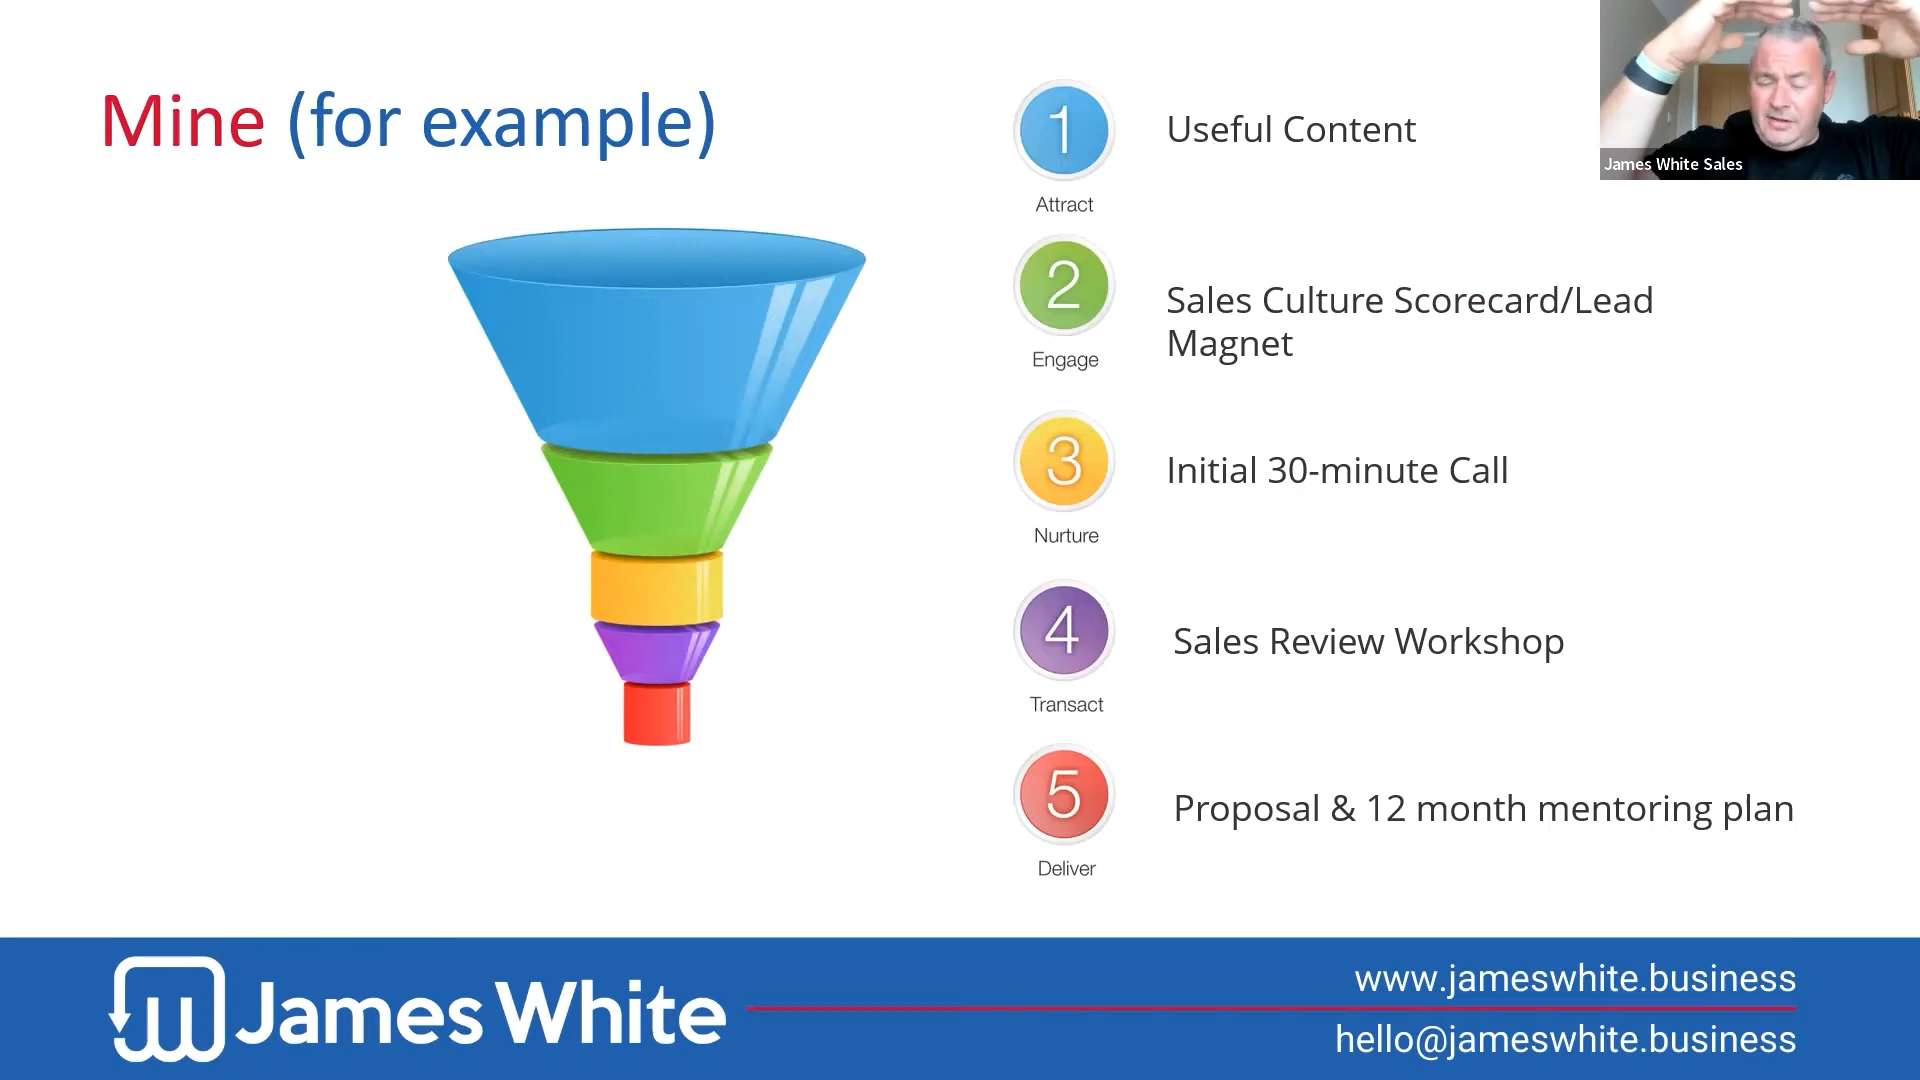 Mine (for example)
1
Attract
Useful Content
2
Engage
Sales Culture Scorecard/Lead
Magnet
3
Nurture
Initial 30-minute Call
4
Transact
Sales Review Workshop
5
Deliver
Proposal & 12 month mentoring plan
James White Sales
James White
www.jameswhite.business
hello@jameswhite.business